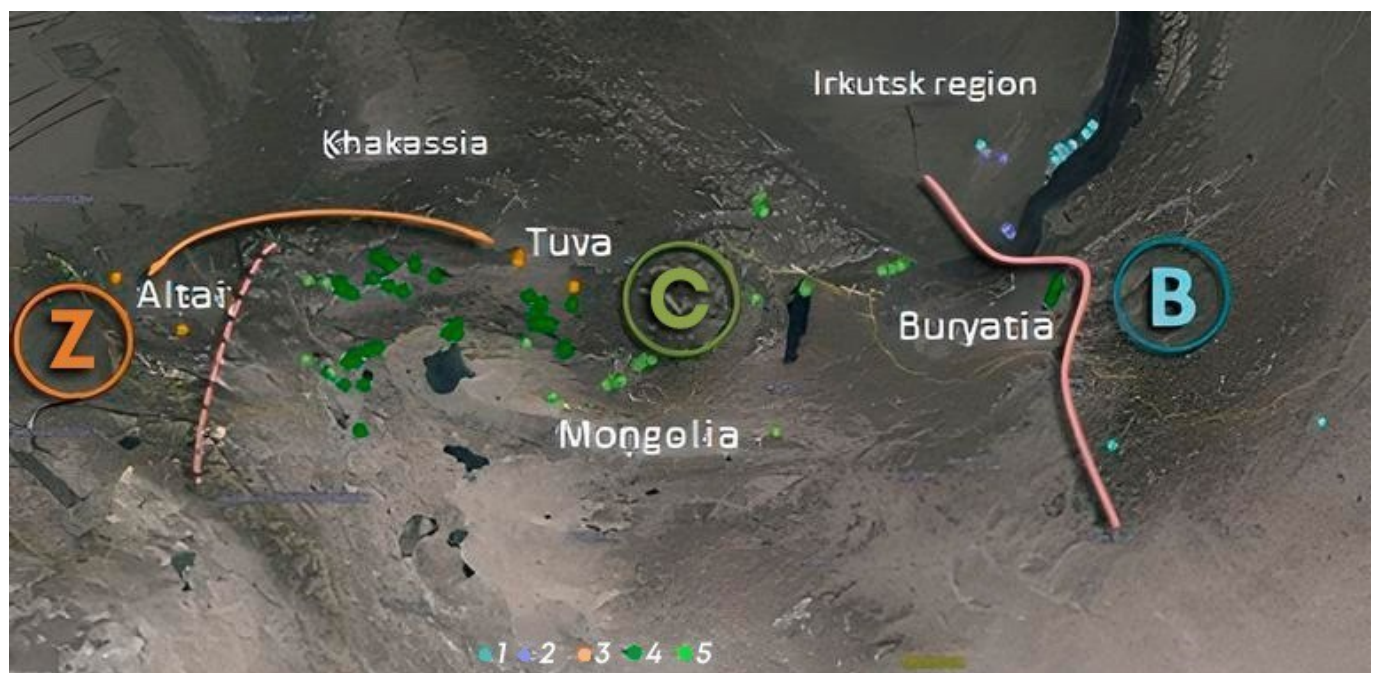 Irkutsk region
Khakassia
Tuva
Altai
Z
C
B
Buryatia
Mongolia
1 2 3 4 5